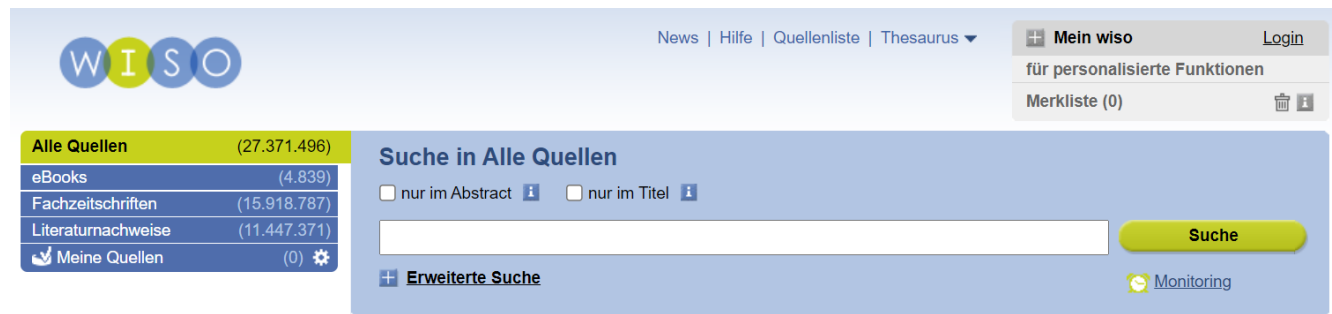 WISO
News | Hilfe | Quellenliste | Thesaurus
Mein wiso Login
für personalisierte Funktionen
Merkliste (0)
Alle Quellen (27.371.496)
eBooks (4.839)
Fachzeitschriften (15.918.787)
Literaturnachweise (11.447.371)
Meine Quellen (0)
Suche in Alle Quellen
nur im Abstract i nur im Titel i
Suche
Erweiterte Suche
Monitoring